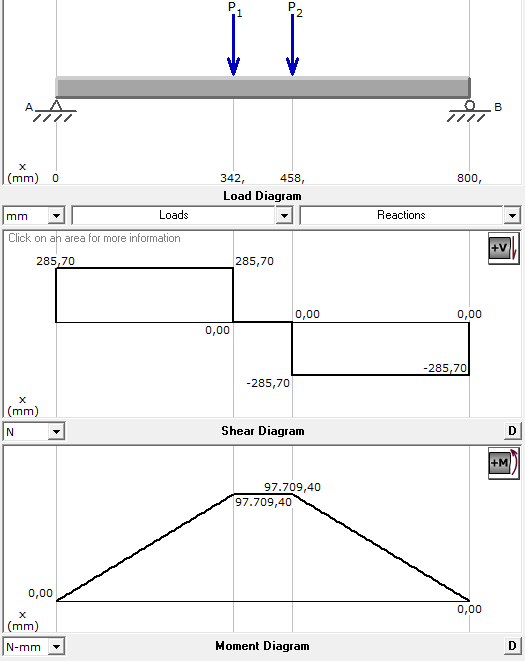 P1 P2
A B
x
(mm) 0 342, 458, 800,
Load Diagram
mm Loads Reactions
Click on an area for more information
+V
285,70 285,70
0,00 0,00 0,00
-285,70 -285,70
x
(mm)
N Shear Diagram D
+M
97.709,40
97.709,40
0,00 0,00
x
(mm)
N-mm Moment Diagram D